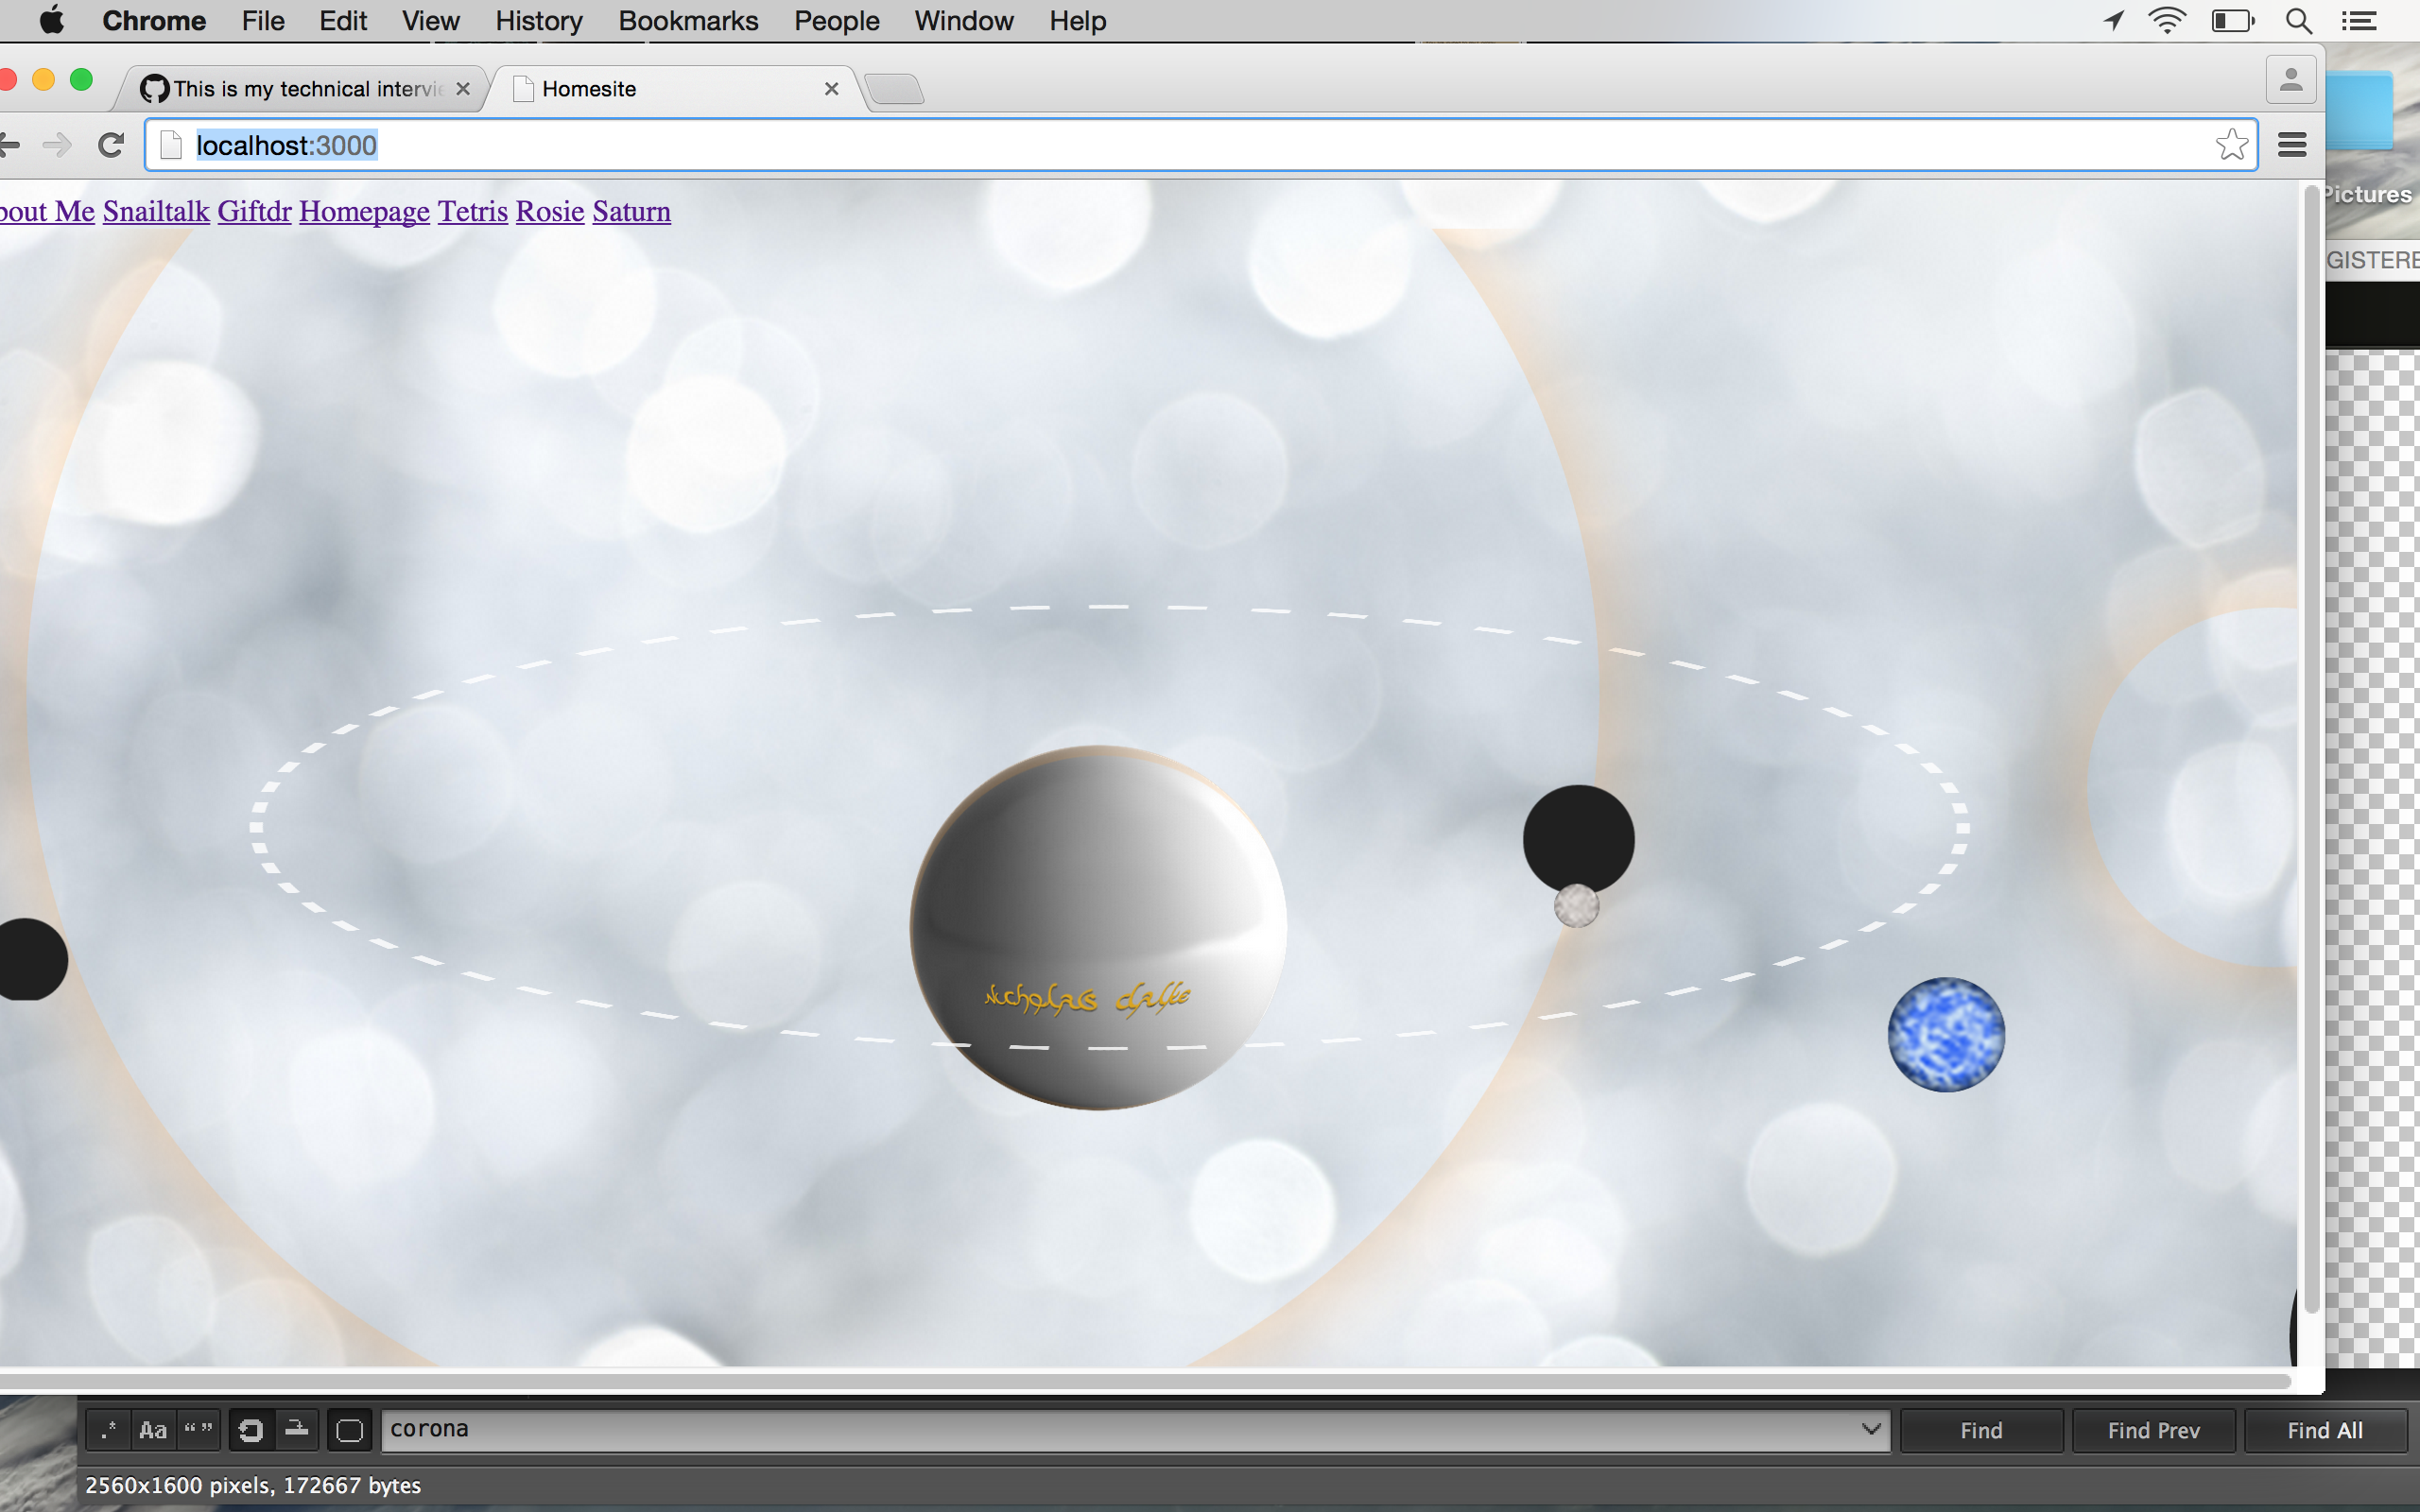 Chrome File Edit View History Bookmarks People Window Help
This is my technical intervie
Homesite
localhost:3000
bout Me Snailtalk Giftdr Homepage Tetris Rosie Saturn
Pictures
GISTERE
Nicholas
.* Aa “ ” corona Find Find Prev Find All
2560x1600 pixels, 172667 bytes